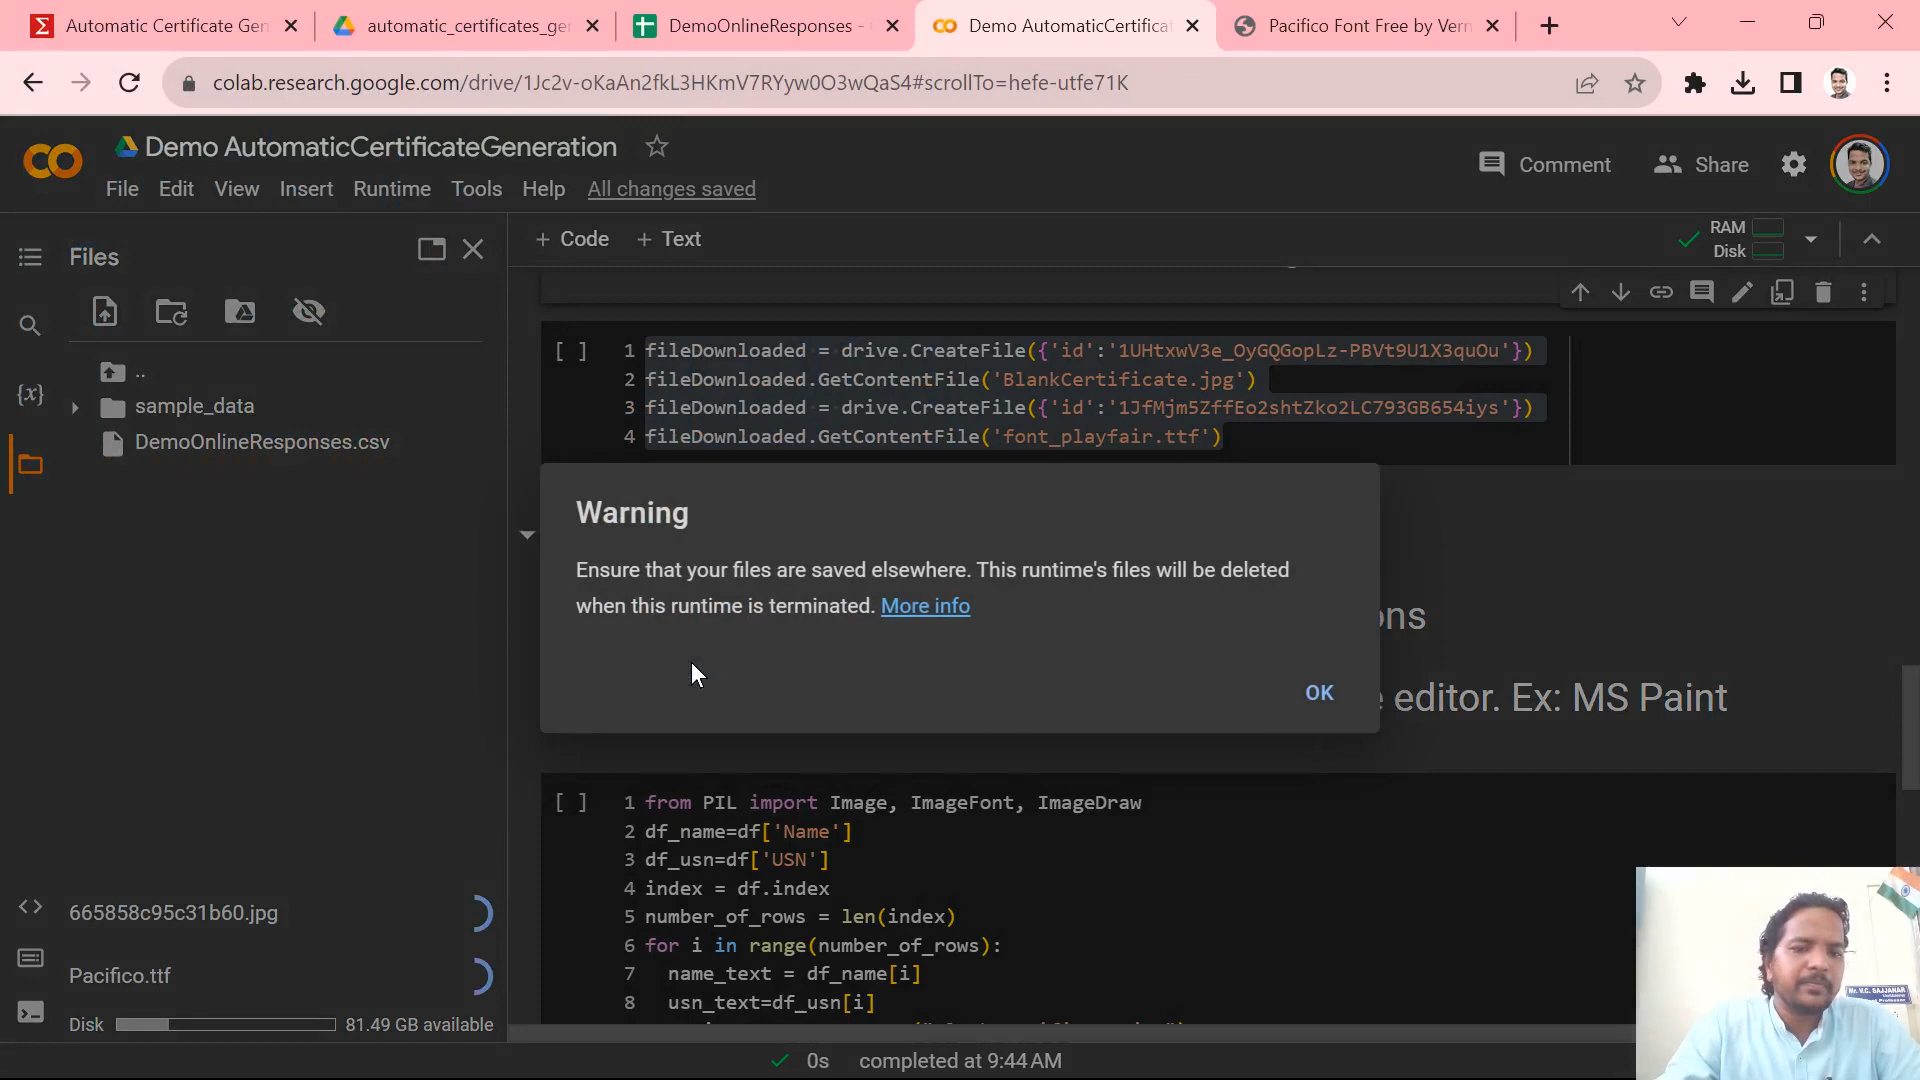 Automatic Certificate Gen
automatic_certificates_ge
DemoOnlineResponses -
Demo AutomaticCertifica
Pacifico Font Free by Vern
colab.research.google.com/drive/1Jc2v-oKaAn2fkL3HKmV7RYyw0O3wQaS4#scrollTo=hefe-utfe71K
Demo AutomaticCertificateGeneration
Comment
Share
File Edit View Insert Runtime Tools Help All changes saved
Files
+ Code + Text
RAM
Disk
..
sample_data
DemoOnlineResponses.csv
[ ] 1 fileDownloaded = drive.CreateFile({'id':'1UHtxwV3e_OyGQGopLz-PBVt9U1X3quOu'})
2 fileDownloaded.GetContentFile('BlankCertificate.jpg')
3 fileDownloaded = drive.CreateFile({'id':'1JfMjm5ZffEo2shtZko2LC793GB654iys'})
4 fileDownloaded.GetContentFile('font_playfair.ttf')
Warning
Ensure that your files are saved elsewhere. This runtime's files will be deleted
when this runtime is terminated. More info
OK
ons
editor. Ex: MS Paint
[ ] 1 from PIL import Image, ImageFont, ImageDraw
2 df_name=df['Name']
3 df_usn=df['USN']
4 index = df.index
5 number_of_rows = len(index)
6 for i in range(number_of_rows):
7 name_text = df_name[i]
8 usn_text=df_usn[i]
665858c95c31b60.jpg
Pacifico.ttf
Disk 81.49 GB available
0s completed at 9:44 AM
Mr. V.C. SAJJANAR